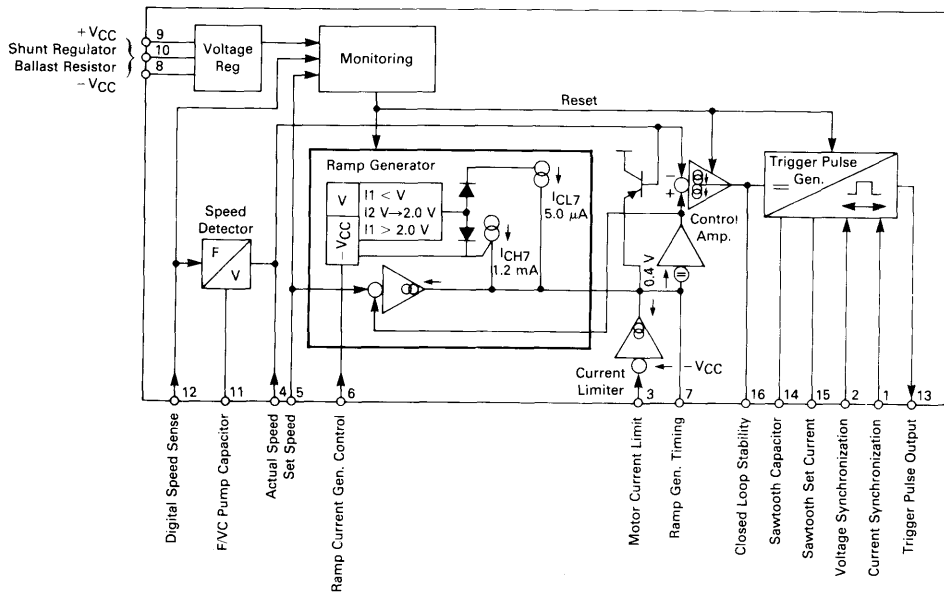 +VCC
9
Shunt Regulator
10
Ballast Resistor
8
−VCC
Voltage
Reg
Monitoring
Reset
Ramp Generator
V
I1 < V
I2 V→2.0 V
I1 > 2.0 V
−VCC
ICL7
5.0 µA
ICH7
1.2 mA
Speed
Detector
F
V
−
+
=
Control
Amp.
Trigger Pulse
Gen.
=
0.4 V
Current
Limiter
−VCC
12
11
4
5
6
3
7
16
14
15
2
1
13
Digital Speed Sense
F/VC Pump Capacitor
Actual Speed
Set Speed
Ramp Current Gen. Control
Motor Current Limit
Ramp Gen. Timing
Closed Loop Stability
Sawtooth Capacitor
Sawtooth Set Current
Voltage Synchronization
Current Synchronization
Trigger Pulse Output